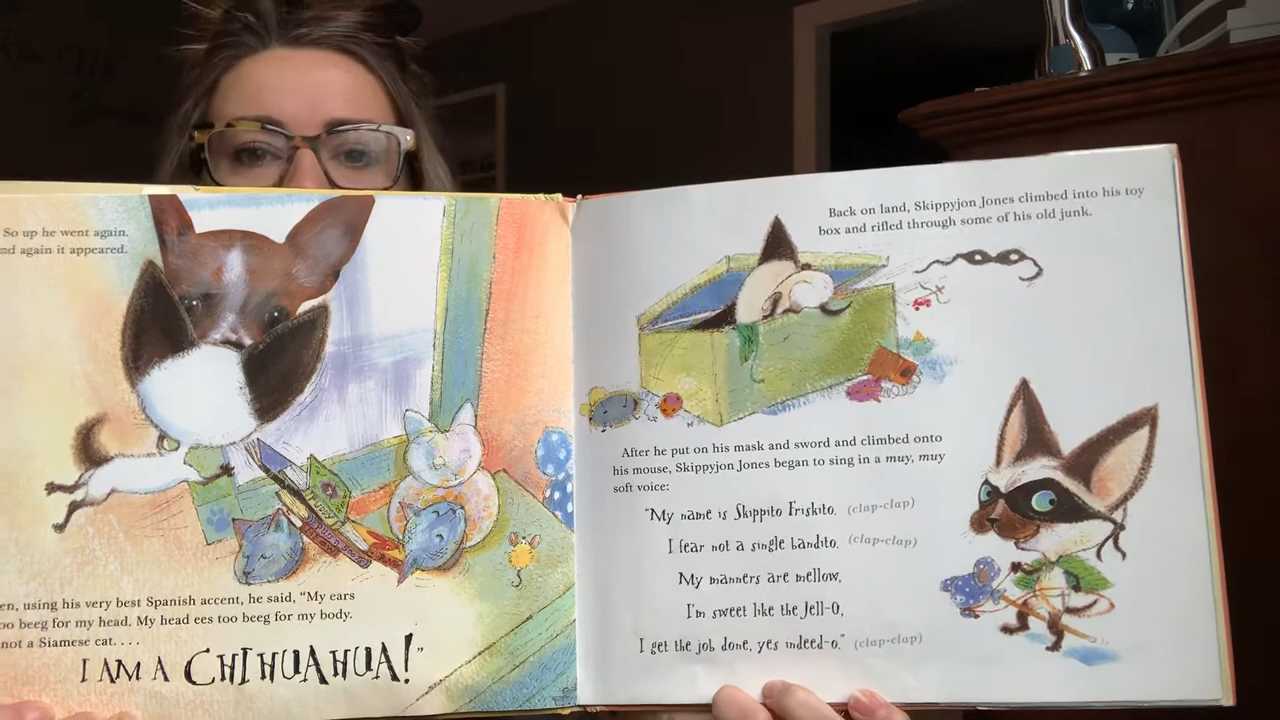 So up he went again.
and again it appeared.
en, using his very best Spanish accent, he said, "My ears
oo beeg for my head. My head ees too beeg for my body.
not a Siamese cat. . . .
I AM A CHIHUAHUA!"
Back on land, Skippyjon Jones climbed into his toy
box and rifled through some of his old junk.
After he put on his mask and sword and climbed onto
his mouse, Skippyjon Jones began to sing in a muy, muy
soft voice:
"My name is Skippito Friskito. (clap-clap)
I fear not a single bandito. (clap-clap)
My manners are mellow,
I'm sweet like the Jell-O,
I get the job done, yes indeed-o." (clap-clap)